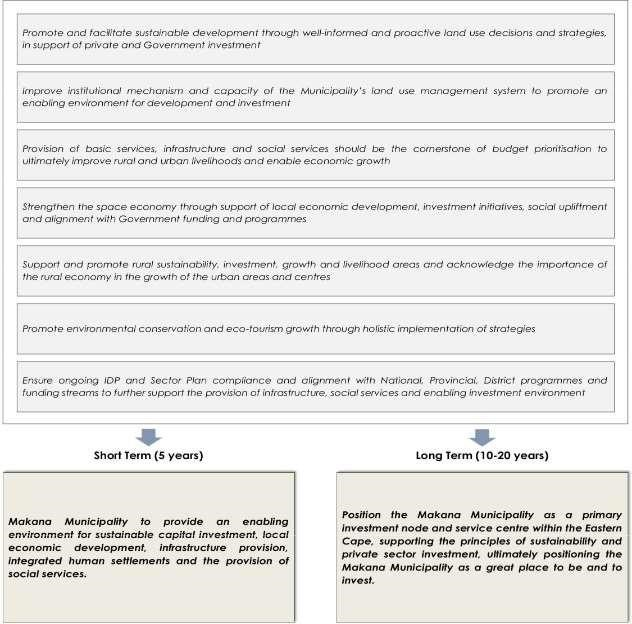 Promote and facilitate sustainable development through well-informed and proactive land use decisions and strategies,
in support of private and Government investment
Improve institutional mechanism and capacity of the Municipality's land use management system to promote an
enabling environment for development and investment
Provision of basic services, infrastructure and social services should be the cornerstone of budget prioritisation to
ultimately improve rural and urban livelihoods and enable economic growth
Strengthen the space economy through support of local economic development, investment initiatives, social upliftment
and alignment with Government funding and programmes
Support and promote rural sustainability, investment, growth and livelihood areas and acknowledge the importance of
the rural economy in the growth of the urban areas and centres
Promote environmental conservation and eco-tourism growth through holistic implementation of strategies
Ensure ongoing IDP and Sector Plan compliance and alignment with National, Provincial, District programmes and
funding streams to further support the provision of infrastructure, social services and enabling investment environment
Short Term (5 years)
Makana Municipality to provide an enabling
environment for sustainable capital investment, local
economic development, infrastructure provision,
integrated human settlements and the provision of
social services.
Long Term (10-20 years)
Position the Makana Municipality as a primary
investment node and service centre within the Eastern
Cape, supporting the principles of sustainability and
private sector investment, ultimately positioning the
Makana Municipality as a great place to be and to
invest.